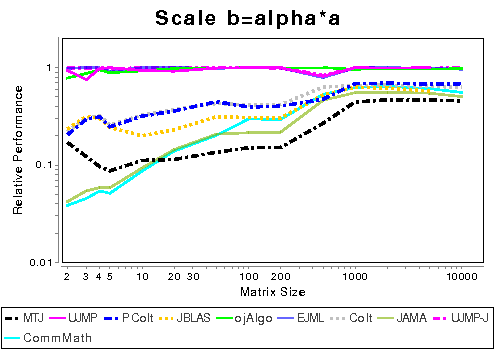 Scale b=alpha*a
Relative Performance
1
0.1
0.01
2 3 4 5 10 20 30 100 200 1000 10000
Matrix Size
MTJ UJMP PColt JBLAS ojAlgo EJML Colt JAMA UJMP-J
CommMath